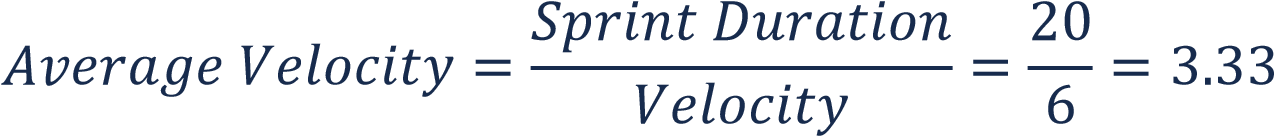 Average Velocity = Sprint Duration / Velocity = 20 / 6 = 3.33